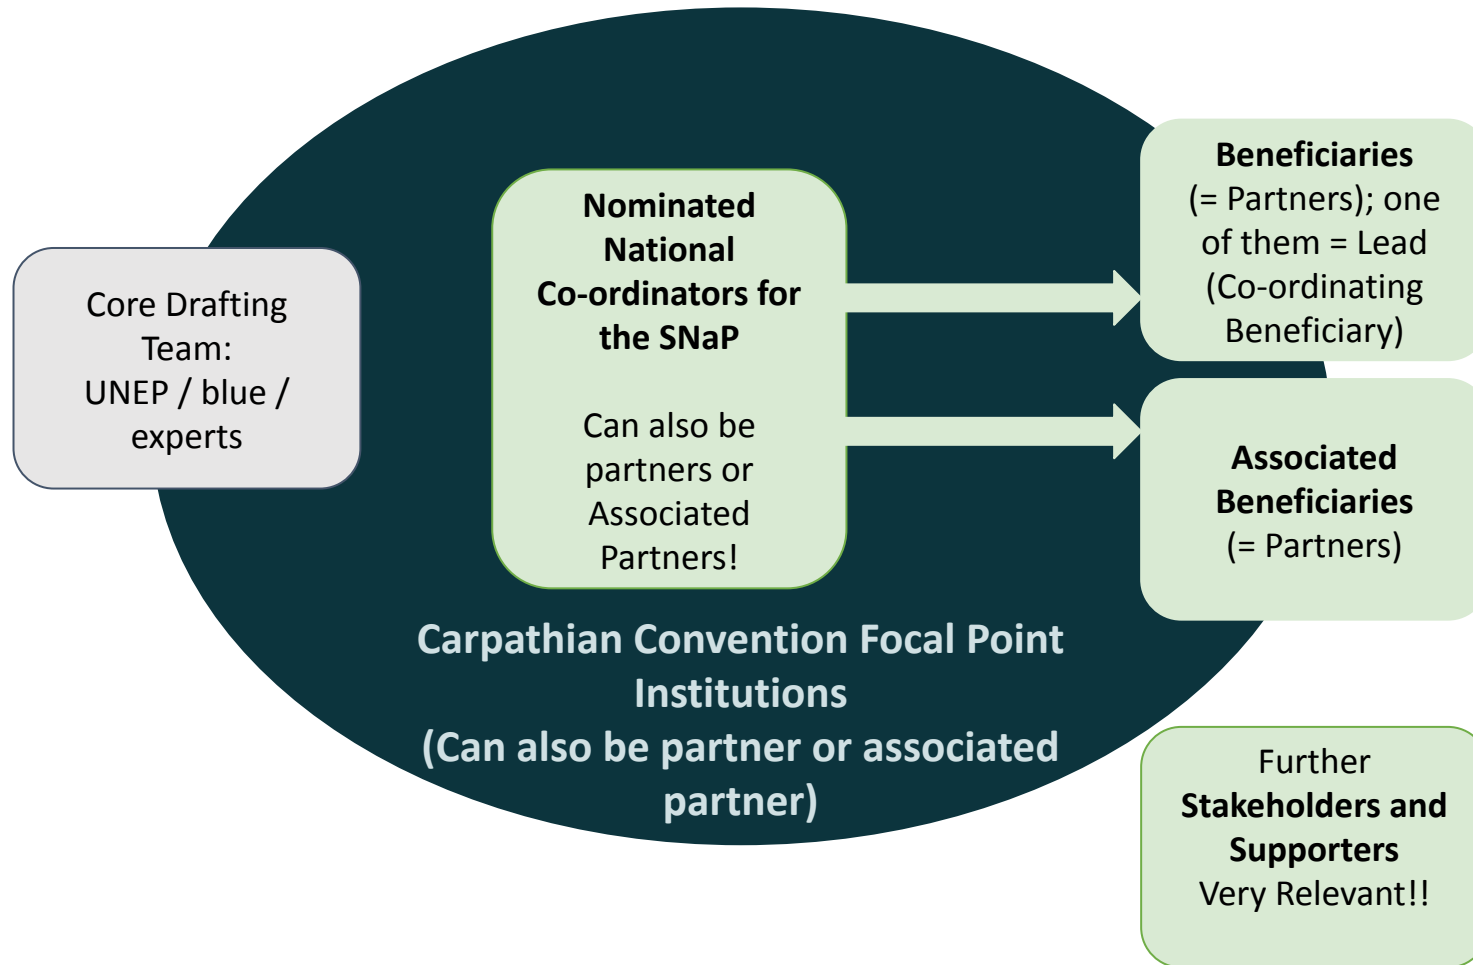 Core Drafting
Team:
UNEP / blue /
experts
Nominated
National
Co-ordinators for
the SNaP
Can also be
partners or
Associated
Partners!
Carpathian Convention Focal Point
Institutions
(Can also be partner or associated
partner)
Beneficiaries
(= Partners); one
of them = Lead
(Co-ordinating
Beneficiary)
Associated
Beneficiaries
(= Partners)
Further
Stakeholders and
Supporters
Very Relevant!!